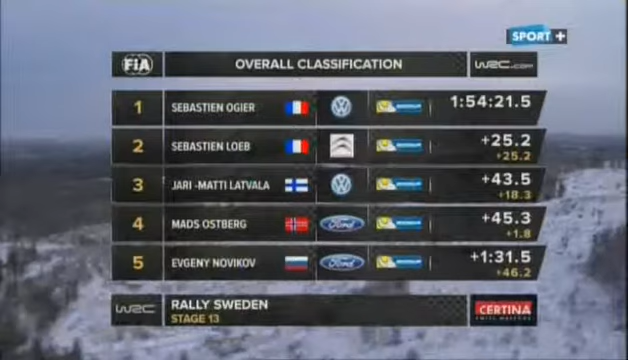 SPORT +
FIA
OVERALL CLASSIFICATION
WRC.COM
1 SEBASTIEN OGIER 1:54:21.5
2 SEBASTIEN LOEB +25.2
+25.2
3 JARI -MATTI LATVALA +43.5
+18.3
4 MADS OSTBERG Ford +45.3
+1.8
5 EVGENY NOVIKOV Ford +1:31.5
+46.2
WRC
RALLY SWEDEN
STAGE 13
CERTINA